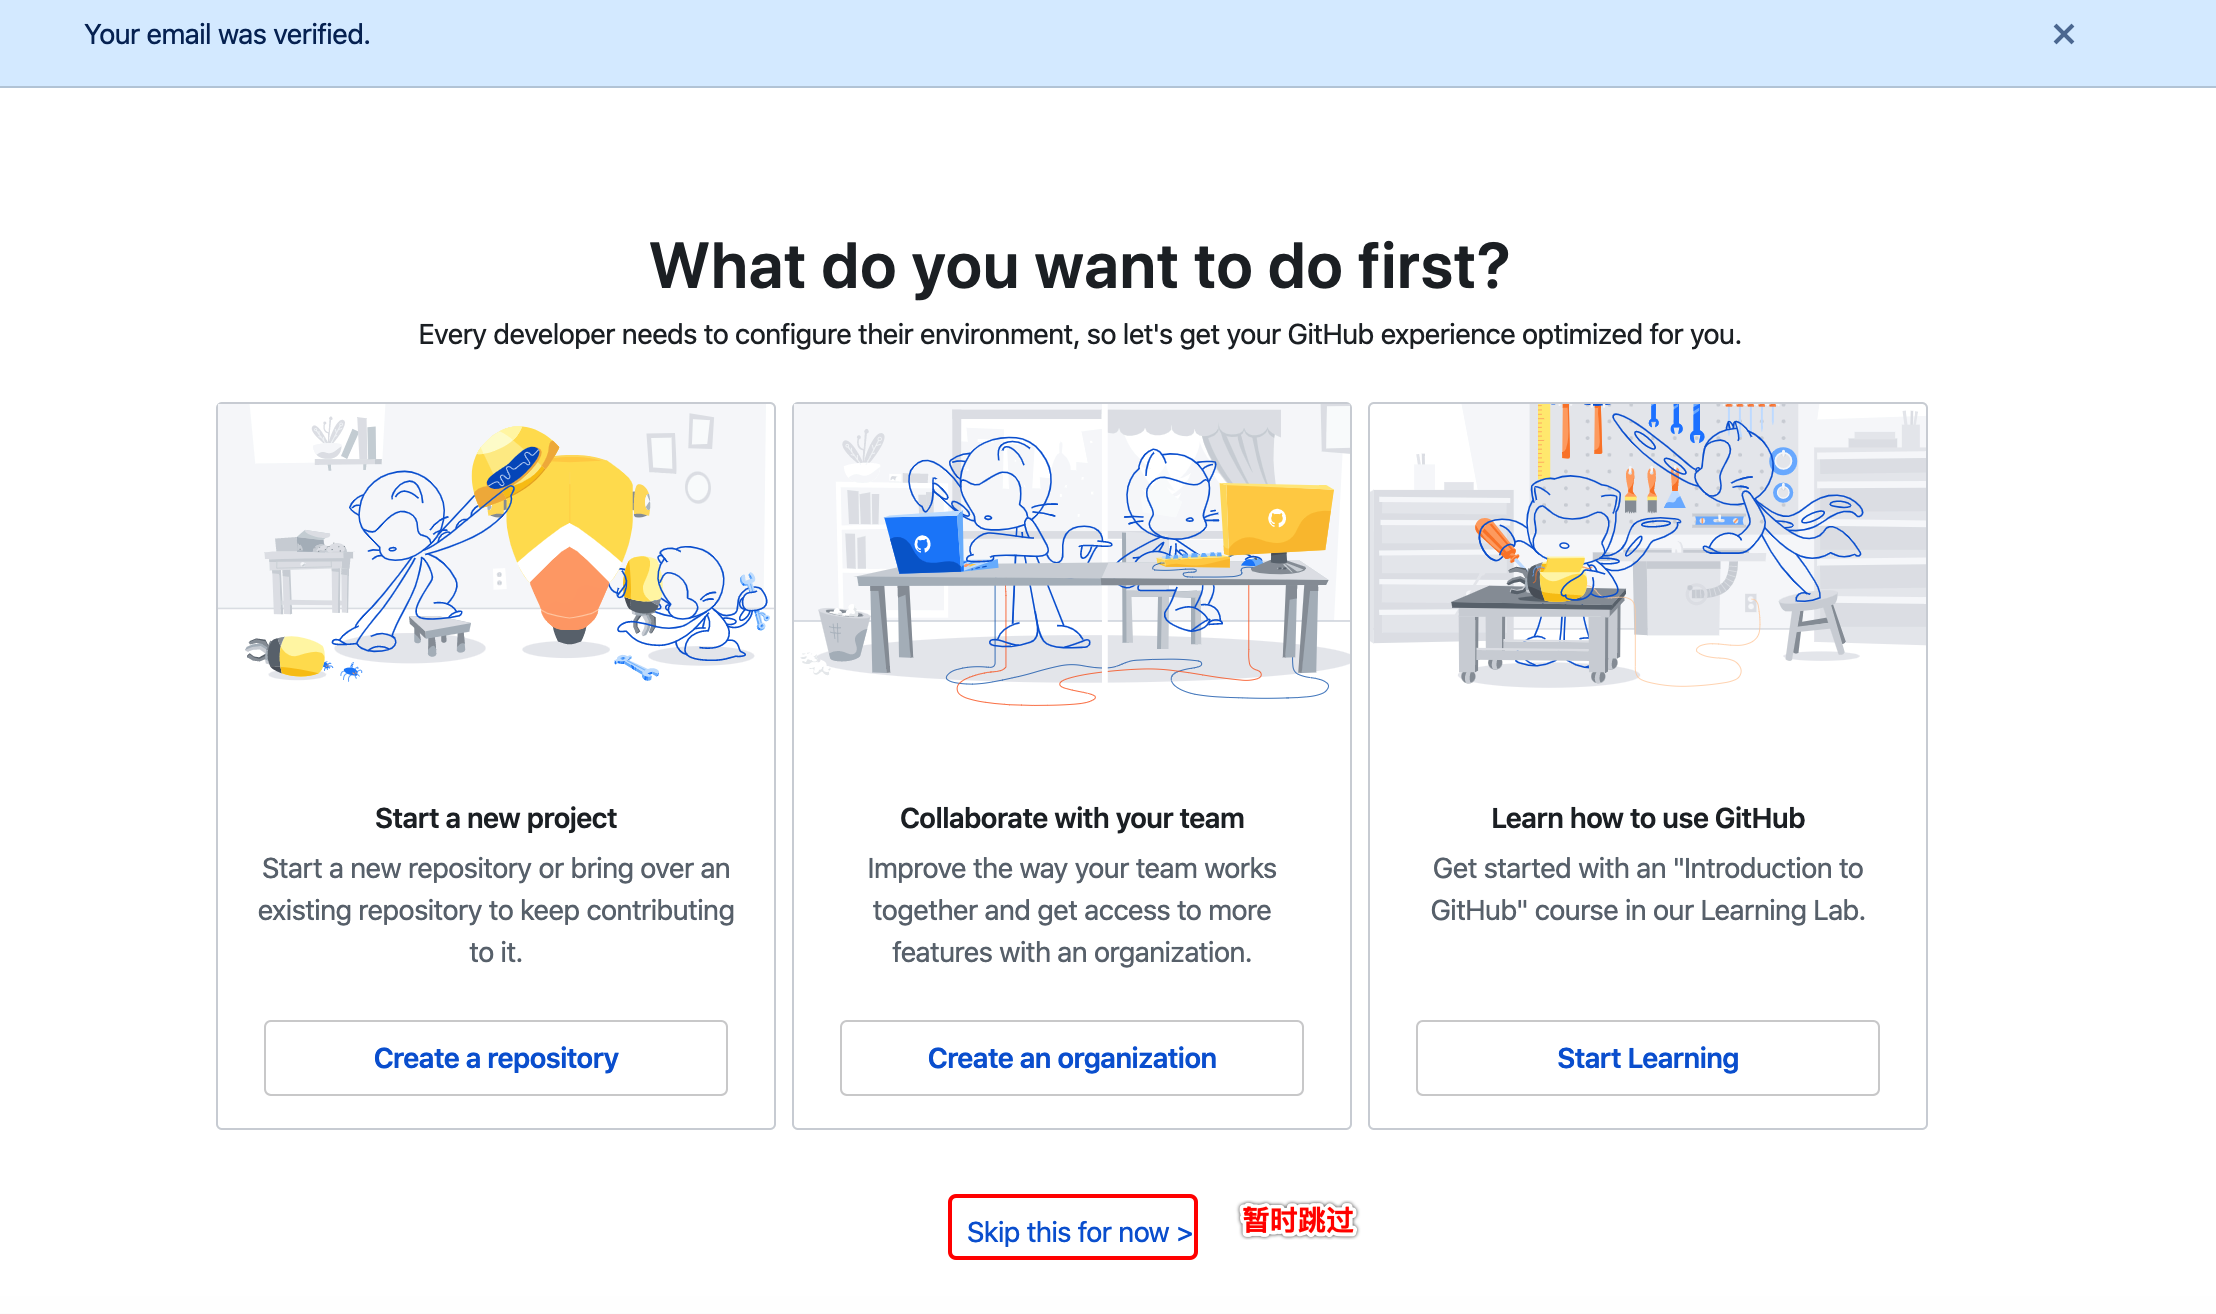 Your email was verified.
What do you want to do first?
Every developer needs to configure their environment, so let's get your GitHub experience optimized for you.
Start a new project
Start a new repository or bring over an
existing repository to keep contributing
to it.
Create a repository
Collaborate with your team
Improve the way your team works
together and get access to more
features with an organization.
Create an organization
Learn how to use GitHub
Get started with an "Introduction to
GitHub" course in our Learning Lab.
Start Learning
Skip this for now >
暂时跳过